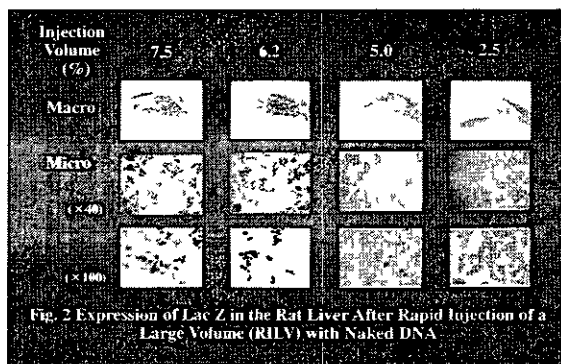 Injection
Volume
(%)
7.5 6.2 5.0 2.5
Macro
Micro
(×40)
(×100)
Fig. 2 Expression of Lac Z in the Rat Liver After Rapid Injection of a
Large Volume (RILV) with Naked DNA